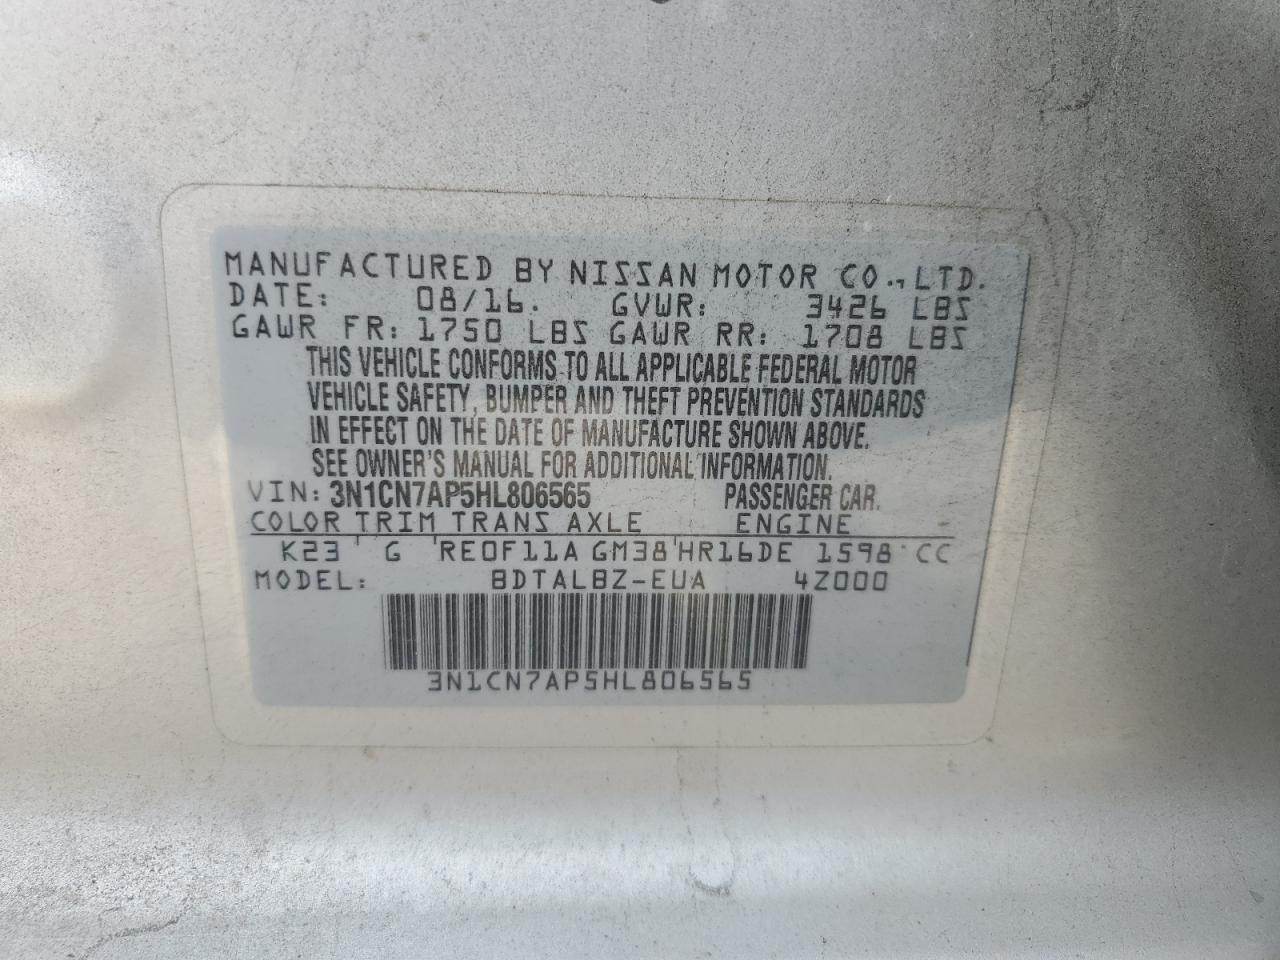 MANUFACTURED BY NISSAN MOTOR CO., LTD.
DATE: 08/16. GVWR: 3426 LBS
GAWR FR: 1750 LBS GAWR RR: 1708 LBS
THIS VEHICLE CONFORMS TO ALL APPLICABLE FEDERAL MOTOR
VEHICLE SAFETY, BUMPER AND THEFT PREVENTION STANDARDS
IN EFFECT ON THE DATE OF MANUFACTURE SHOWN ABOVE.
SEE OWNER'S MANUAL FOR ADDITIONAL INFORMATION.
VIN: 3N1CN7AP5HL806565 PASSENGER CAR.
COLOR TRIM TRANS AXLE ENGINE
K23 G RE0F11A GM38 HR16DE 1598 CC
MODEL: BDTALBZ-EUA 4Z000
3N1CN7AP5HL806565